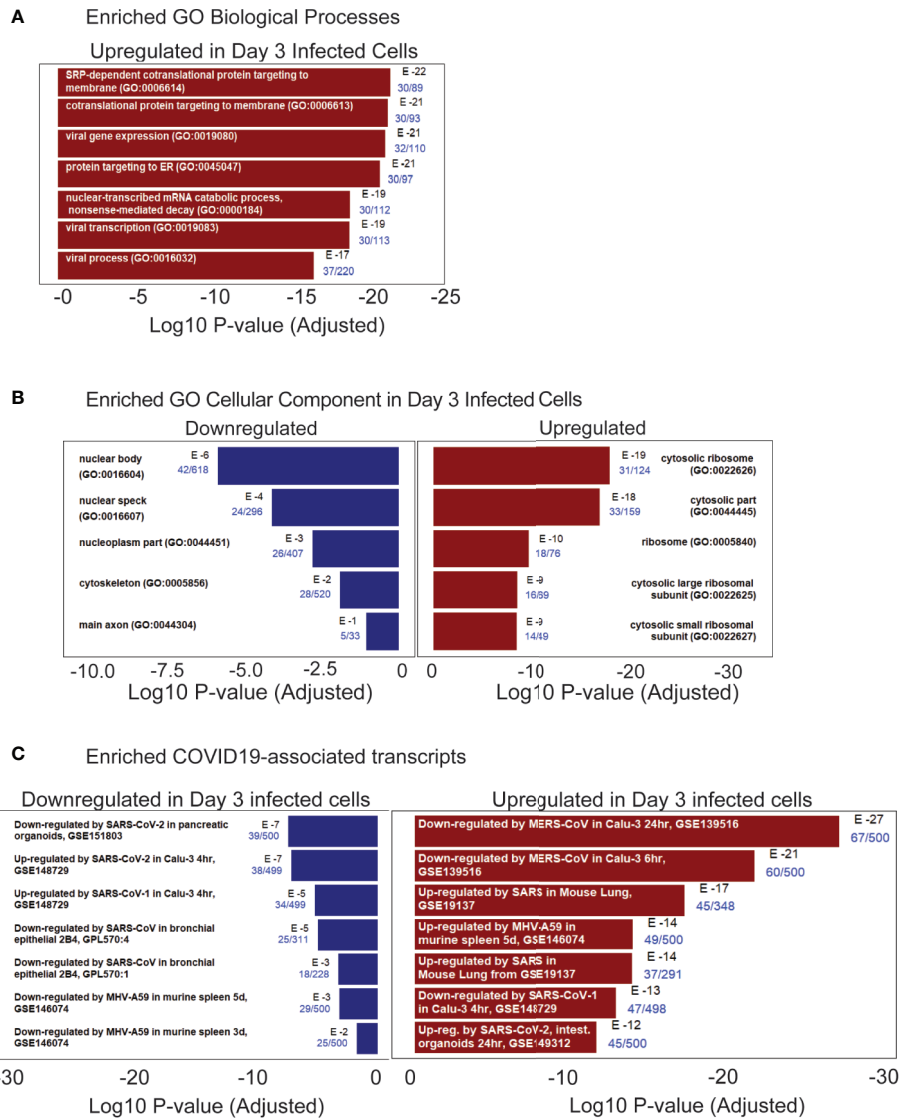 A
Enriched GO Biological Processes
Upregulated in Day 3 Infected Cells
SRP-dependent cotranslational protein targeting to
membrane (GO:0006614)
E -22
30/89
cotranslational protein targeting to membrane (GO:0006613)
E -21
30/93
viral gene expression (GO:0019080)
E -21
32/110
protein targeting to ER (GO:0045047)
E -21
30/97
nuclear-transcribed mRNA catabolic process,
nonsense-mediated decay (GO:0000184)
E -19
30/112
viral transcription (GO:0019083)
E -19
30/113
viral process (GO:0016032)
E -17
37/220
-0 -5 -10 -15 -20 -25
Log10 P-value (Adjusted)
B
Enriched GO Cellular Component in Day 3 Infected Cells
Downregulated
nuclear body
(GO:0016604)
E -6
42/618
nuclear speck
(GO:0016607)
E -4
24/296
nucleoplasm part (GO:0044451)
E -3
26/407
cytoskeleton (GO:0005856)
E -2
28/520
main axon (GO:0044304)
E -1
5/33
-10.0 -7.5 -5.0 -2.5 0
Log10 P-value (Adjusted)
Upregulated
E -19
31/124
cytosolic ribosome
(GO:0022626)
E -18
33/159
cytosolic part
(GO:0044445)
E -10
18/76
ribosome (GO:0005840)
E -9
16/69
cytosolic large ribosomal
subunit (GO:0022625)
E -9
14/49
cytosolic small ribosomal
subunit (GO:0022627)
0 -10 -20 -30
Log10 P-value (Adjusted)
C
Enriched COVID19-associated transcripts
Downregulated in Day 3 infected cells
Down-regulated by SARS-CoV-2 in pancreatic
organoids, GSE151803
E -7
39/500
Up-regulated by SARS-CoV-2 in Calu-3 4hr,
GSE148729
E -7
38/499
Up-regulated by SARS-CoV-1 in Calu-3 4hr,
GSE148729
E -5
34/499
Down-regulated by SARS-CoV in bronchial
epithelial 2B4, GPL570:4
E -5
25/311
Down-regulated by SARS-CoV in bronchial
epithelial 2B4, GPL570:1
E -3
18/228
Down-regulated by MHV-A59 in murine spleen 5d,
GSE146074
E -3
29/500
Down-regulated by MHV-A59 in murine spleen 3d,
GSE146074
E -2
25/500
-30 -20 -10 0
Log10 P-value (Adjusted)
Upregulated in Day 3 infected cells
Down-regulated by MERS-CoV in Calu-3 24hr, GSE139516
E -27
67/500
Down-regulated by MERS-CoV in Calu-3 6hr,
GSE139516
E -21
60/500
Up-regulated by SARS in Mouse Lung,
GSE19137
E -17
45/348
Up-regulated by MHV-A59 in
murine spleen 5d, GSE146074
E -14
49/500
Up-regulated by SARS in
Mouse Lung from GSE19137
E -14
37/291
Down-regulated by SARS-CoV-1
in Calu-3 4hr, GSE148729
E -13
47/498
Up-reg. by SARS-CoV-2, intest.
organoids 24hr, GSE149312
E -12
45/500
0 -10 -20 -30
Log10 P-value (Adjusted)